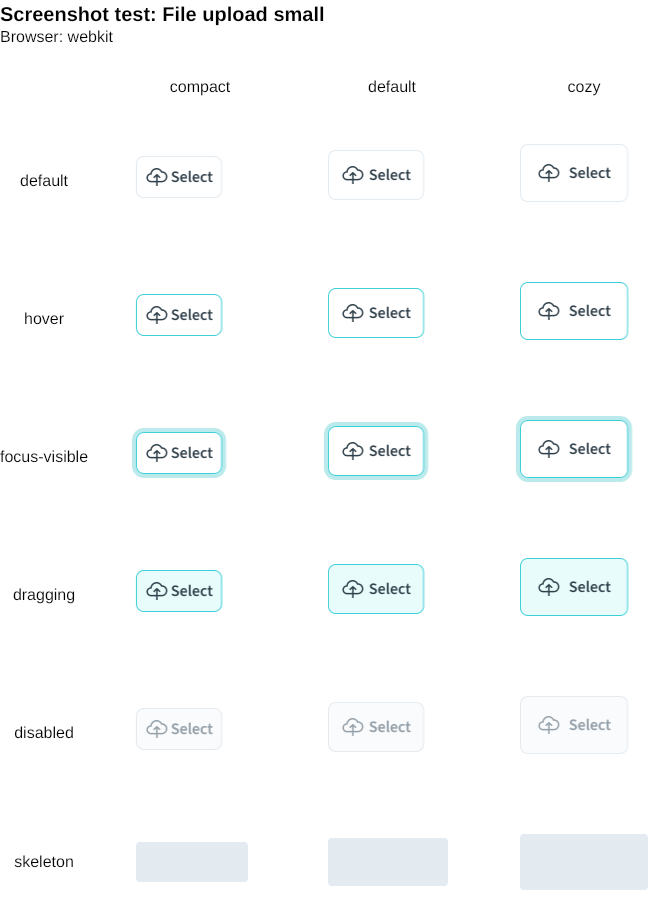 Screenshot test: File upload small
Browser: webkit
compact default cozy
default Select Select Select
hover Select Select Select
focus-visible Select Select Select
dragging Select Select Select
disabled Select Select Select
skeleton